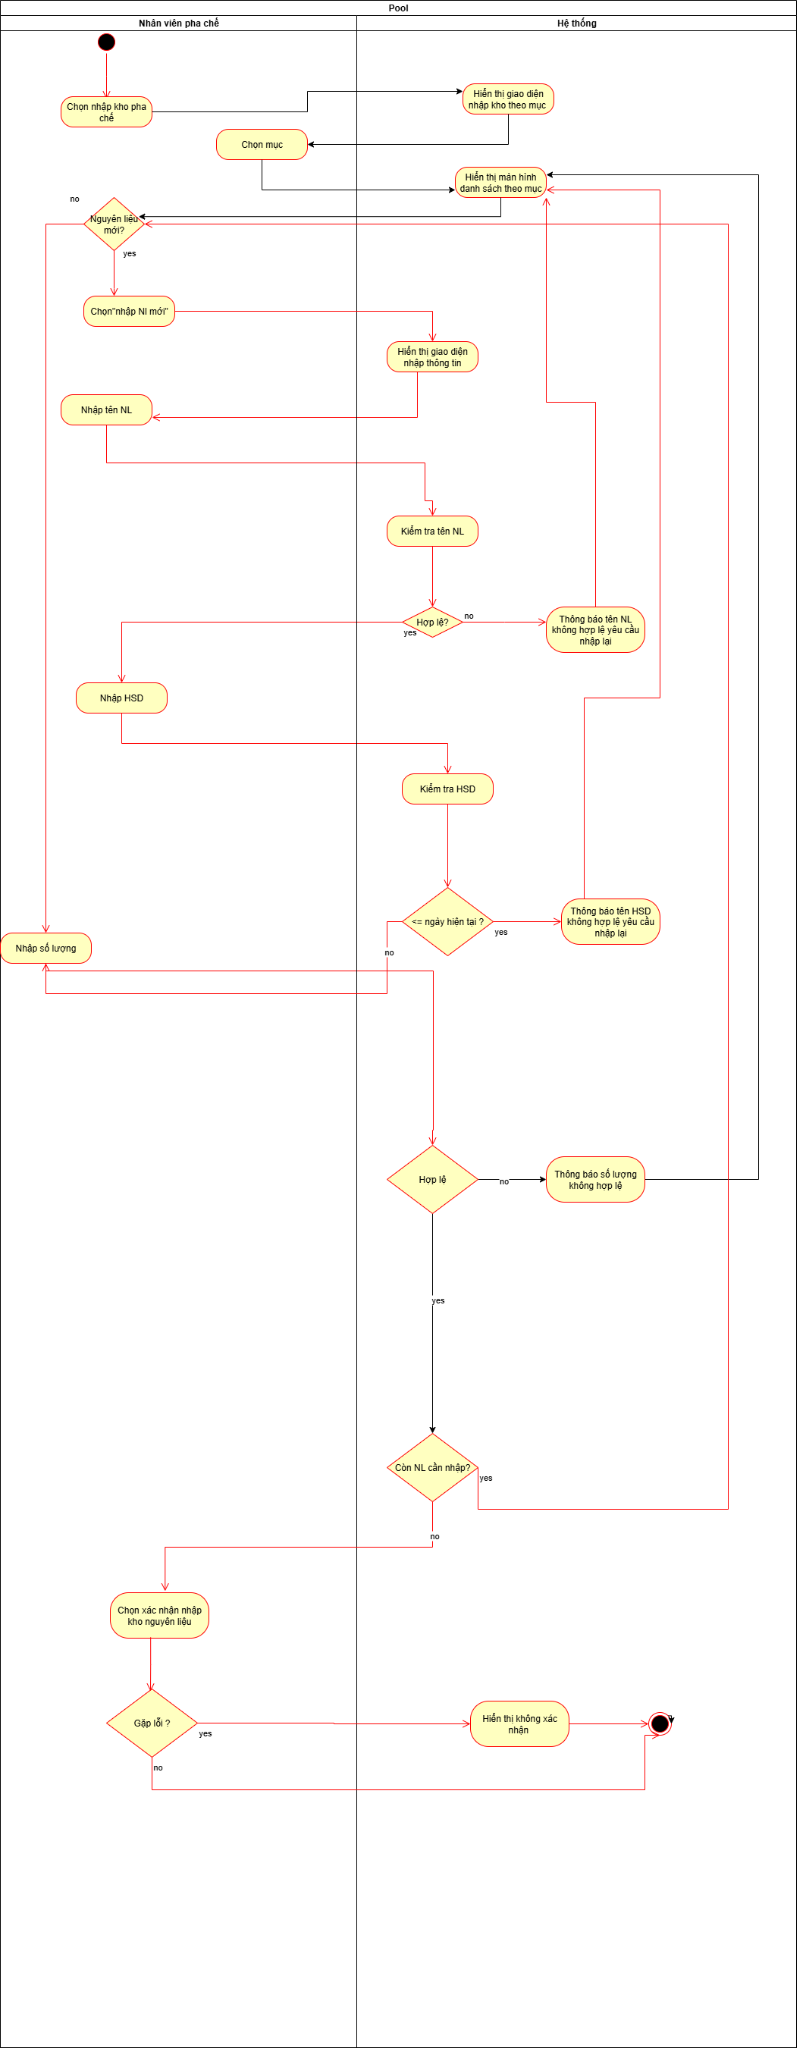 Pool
Nhân viên pha chế
Hệ thống
Chọn nhập kho pha
chế
Hiển thị giao diện
nhập kho theo mục
Chọn mục
Hiển thị màn hình
danh sách theo mục
no
Nguyên liệu
mới?
yes
Chọn"nhập Nl mới"
Hiển thị giao diện
nhập thông tin
Nhập tên NL
Kiểm tra tên NL
Hợp lệ?
no
yes
Thông báo tên NL
không hợp lệ yêu cầu
nhập lại
Nhập HSD
Kiểm tra HSD
<= ngày hiện tại ?
yes
no
Thông báo tên HSD
không hợp lệ yêu cầu
nhập lại
Nhập số lượng
Hợp lệ
no
Thông báo số lượng
không hợp lệ
yes
Còn NL cần nhập?
yes
no
Chọn xác nhận nhập
kho nguyên liệu
Gặp lỗi ?
yes
Hiển thị không xác
nhận
no